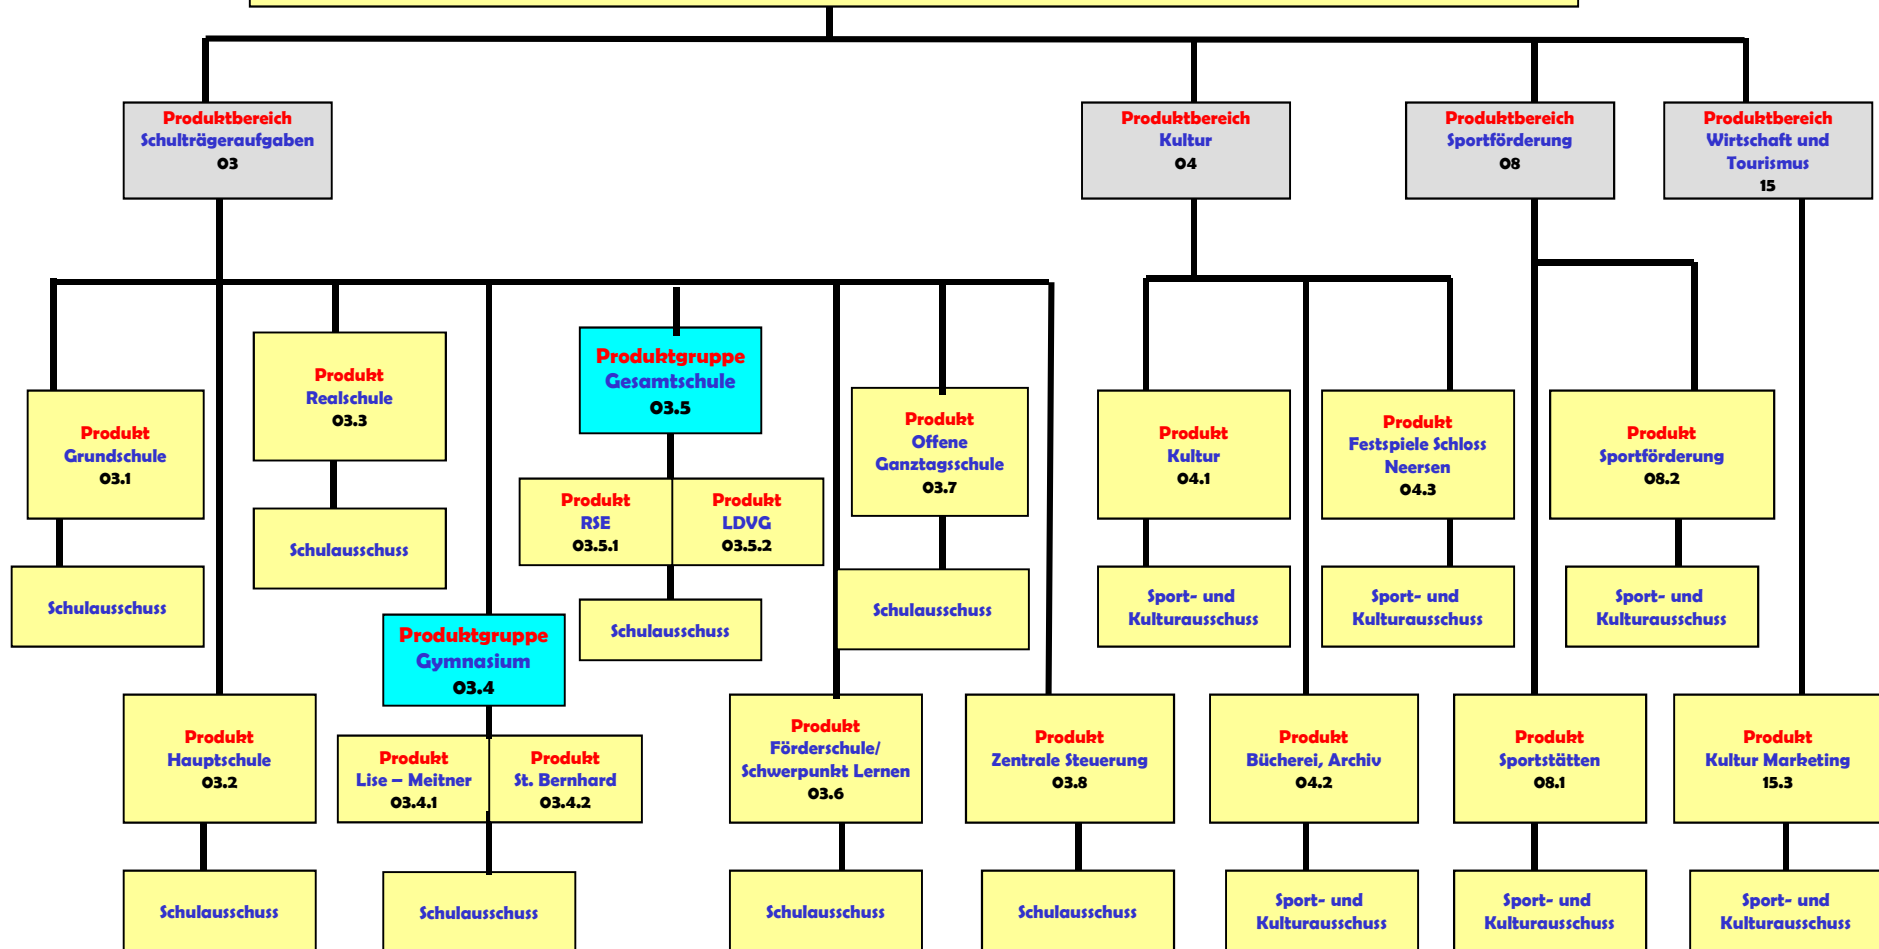 Produktbereich
Schulträgeraufgaben
03
Produktbereich
Kultur
04
Produktbereich
Sportförderung
08
Produktbereich
Wirtschaft und
Tourismus
15
Produkt
Grundschule
03.1
Schulausschuss
Produkt
Hauptschule
03.2
Schulausschuss
Produkt
Realschule
03.3
Schulausschuss
Produktgruppe
Gymnasium
03.4
Produkt
Lise – Meitner
03.4.1
Produkt
St. Bernhard
03.4.2
Schulausschuss
Produktgruppe
Gesamtschule
03.5
Produkt
RSE
03.5.1
Produkt
LDVG
03.5.2
Schulausschuss
Produkt
Förderschule/
Schwerpunkt Lernen
03.6
Schulausschuss
Produkt
Offene
Ganztagsschule
03.7
Schulausschuss
Produkt
Zentrale Steuerung
03.8
Schulausschuss
Produkt
Kultur
04.1
Sport- und
Kulturausschuss
Produkt
Bücherei, Archiv
04.2
Sport- und
Kulturausschuss
Produkt
Festspiele Schloss
Neersen
04.3
Sport- und
Kulturausschuss
Produkt
Sportstätten
08.1
Sport- und
Kulturausschuss
Produkt
Sportförderung
08.2
Sport- und
Kulturausschuss
Produkt
Kultur Marketing
15.3
Sport- und
Kulturausschuss